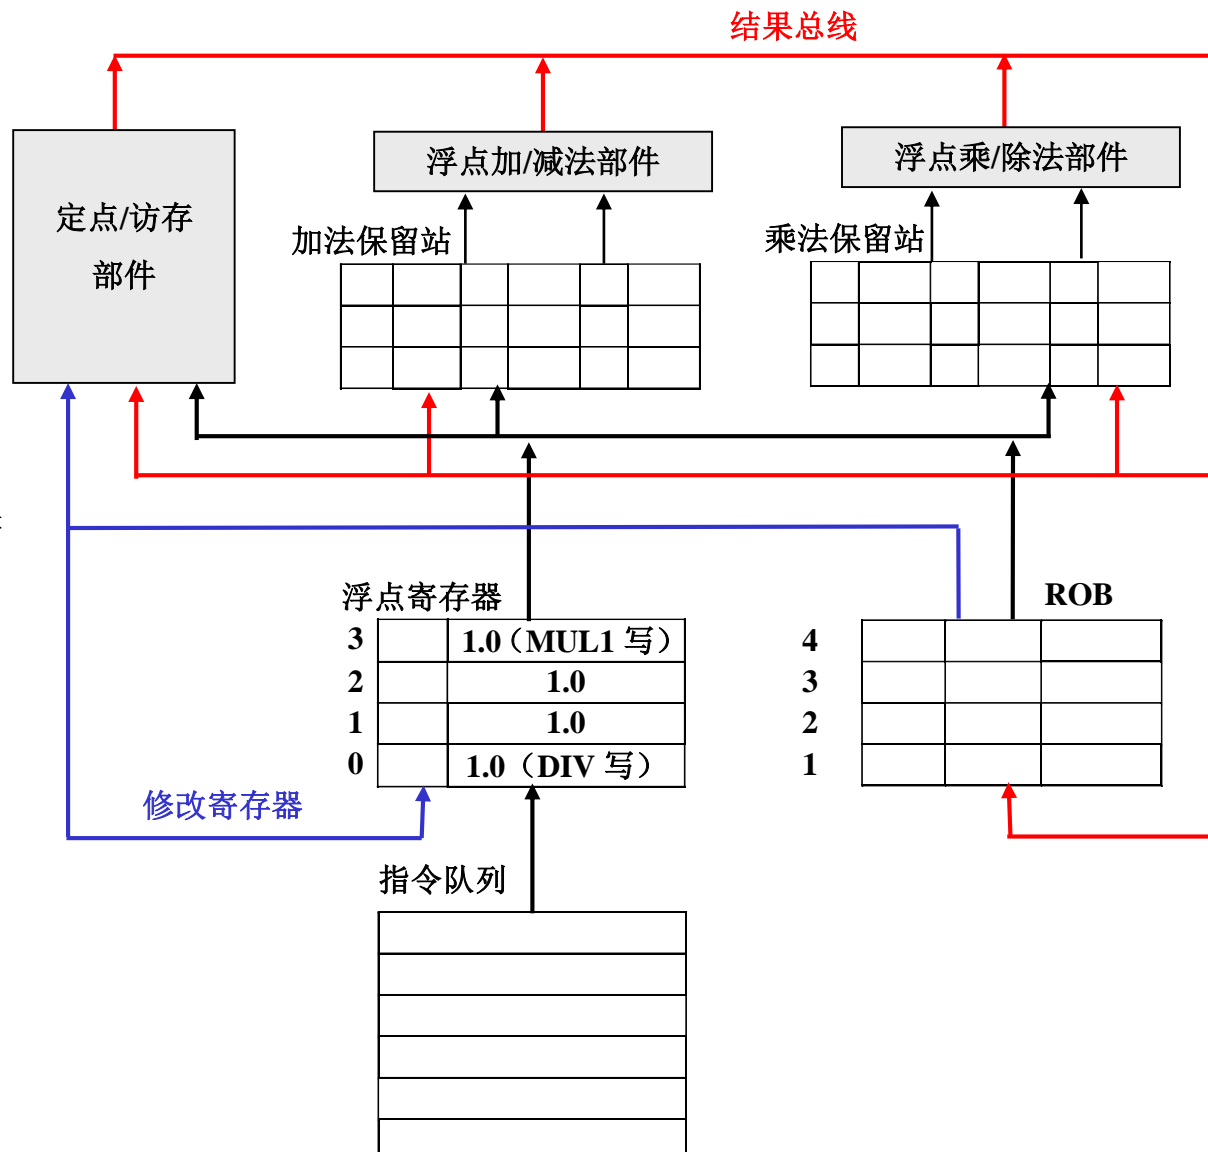 结果总线
浮点加/减法部件
浮点乘/除法部件
定点/访存
部件
加法保留站
乘法保留站
浮点寄存器
ROB
3 1.0（MUL1 写） 4
2 1.0 3
1 1.0 2
0 1.0（DIV 写） 1
修改寄存器
指令队列